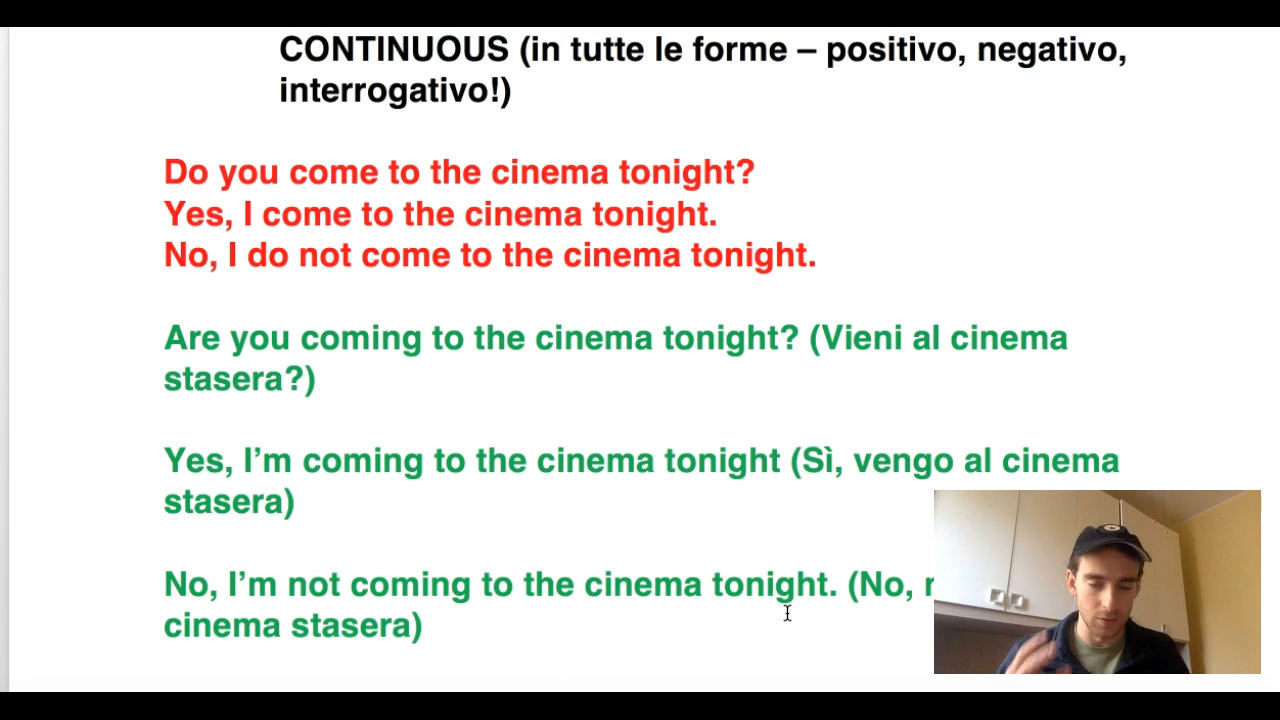 CONTINUOUS (in tutte le forme – positivo, negativo,
interrogativo!)
Do you come to the cinema tonight?
Yes, I come to the cinema tonight.
No, I do not come to the cinema tonight.
Are you coming to the cinema tonight? (Vieni al cinema
stasera?)
Yes, I’m coming to the cinema tonight (Sì, vengo al cinema
stasera)
No, I’m not coming to the cinema tonight. (No,
cinema stasera)